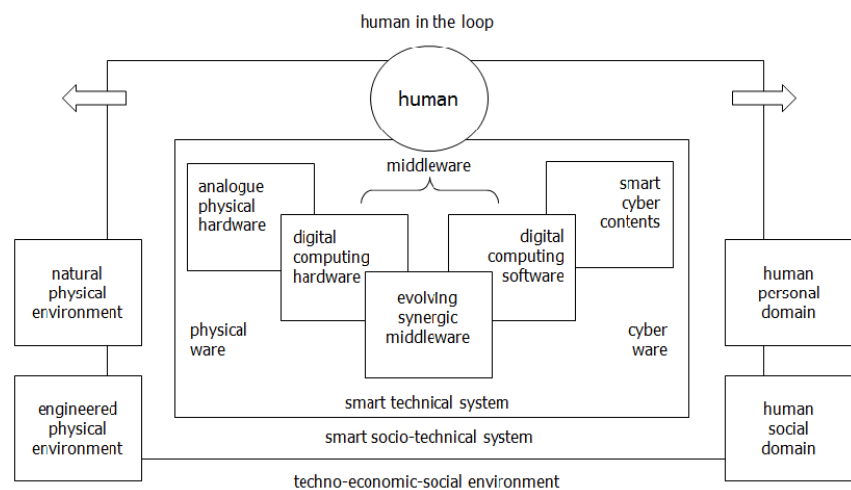 human in the loop
human
middleware
analogue
physical
hardware
smart
cyber
contents
digital
computing
hardware
digital
computing
software
natural
physical
environment
evolving
synergic
middleware
human
personal
domain
physical
ware
cyber
ware
engineered
physical
environment
smart technical system
human
social
domain
smart socio-technical system
techno-economic-social environment